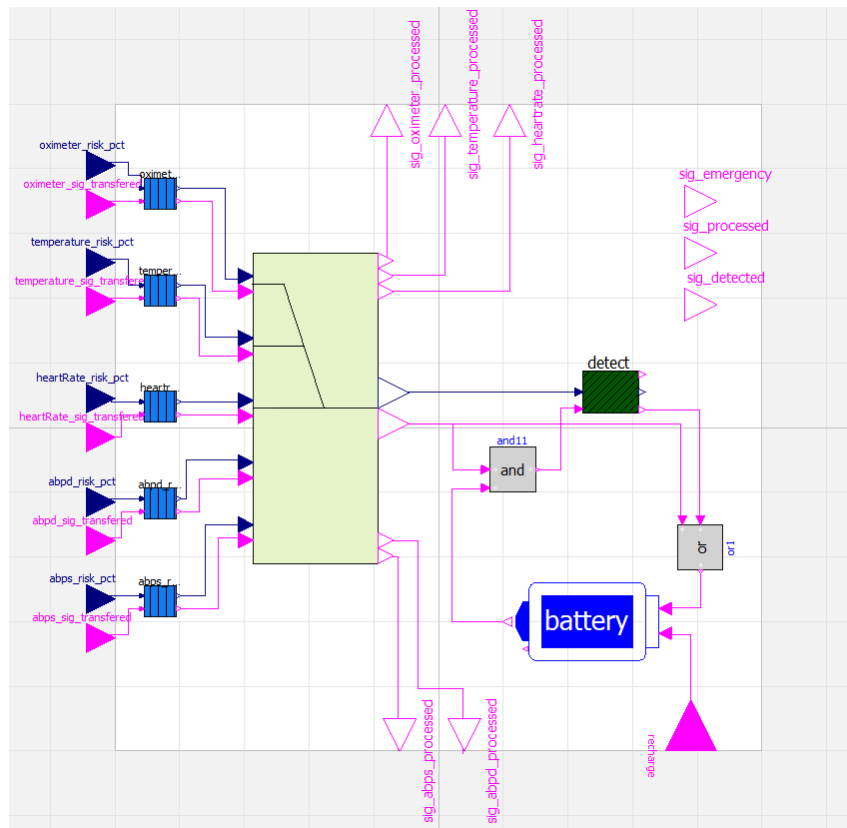 sig_oximeter_processed
sig_temperature_processed
sig_heartrate_processed
oximeter_risk_pct
oximet...
oximeter_sig_transfered
sig_emergency
sig_processed
sig_detected
temperature_risk_pct
temper...
temperature_sig_transfered
detect
heartRate_risk_pct
heartr...
heartRate_sig_transfered
and11
and
abpd_risk_pct
abpd_r...
abpd_sig_transfered
or
or1
abps_risk_pct
abps_r...
abps_sig_transfered
battery
recharge
sig_abps_processed
sig_abpd_processed